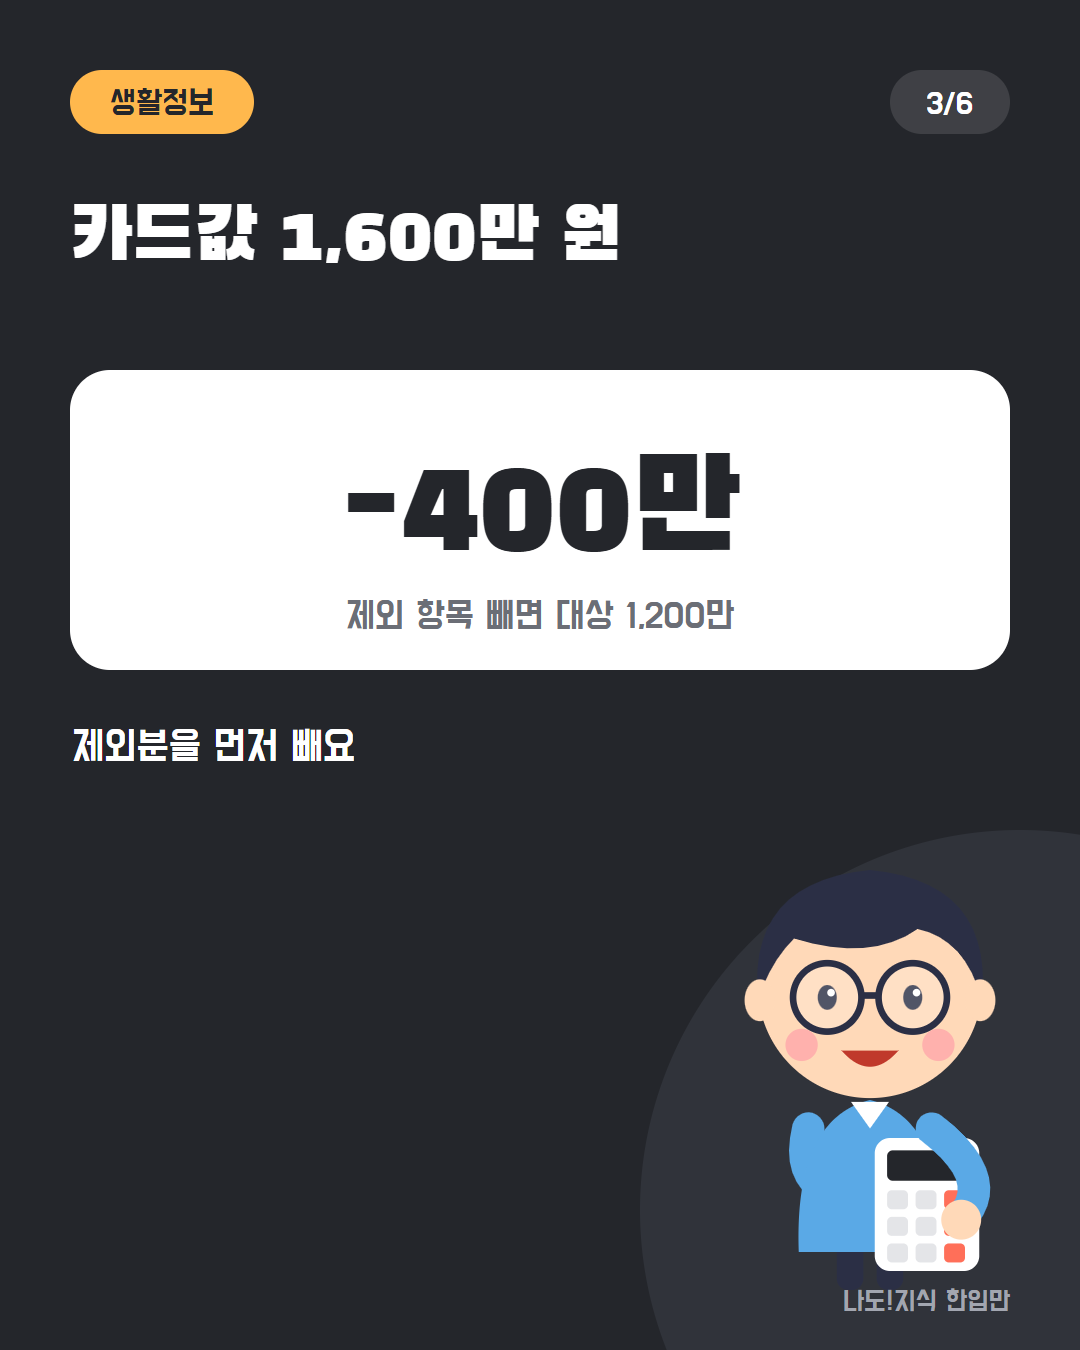 생활정보
3/6
카드값 1,600만 원
-400만
제외 항목 빼면 대상 1,200만
제외분을 먼저 빼요
나도!지식 한입만